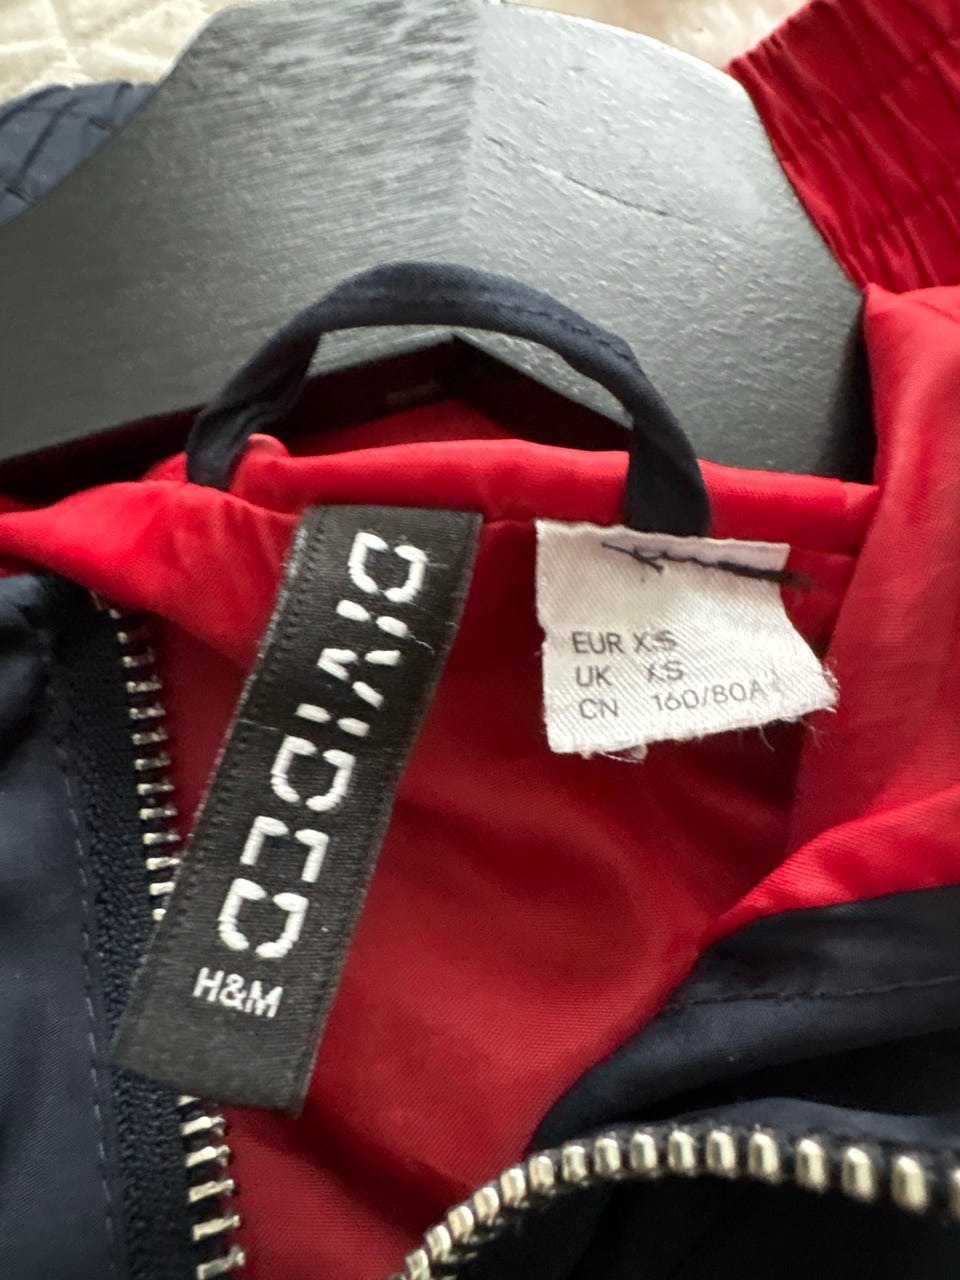 DIVIDED
H&M
EUR XS
UK XS
CN 160/80A